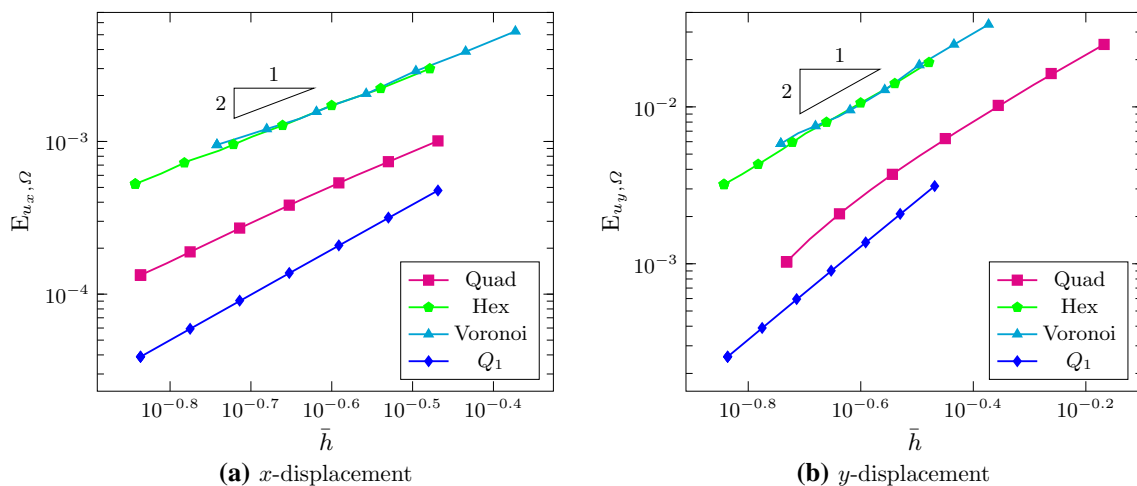 1
2
10⁻³
10⁻⁴
E_{u_x,Ω}
Quad
Hex
Voronoi
Q₁
10⁻⁰·⁸
10⁻⁰·⁷
10⁻⁰·⁶
10⁻⁰·⁵
10⁻⁰·⁴
h̄
(a) x-displacement
1
2
10⁻²
10⁻³
E_{u_y,Ω}
Quad
Hex
Voronoi
Q₁
10⁻⁰·⁸
10⁻⁰·⁶
10⁻⁰·⁴
10⁻⁰·²
h̄
(b) y-displacement